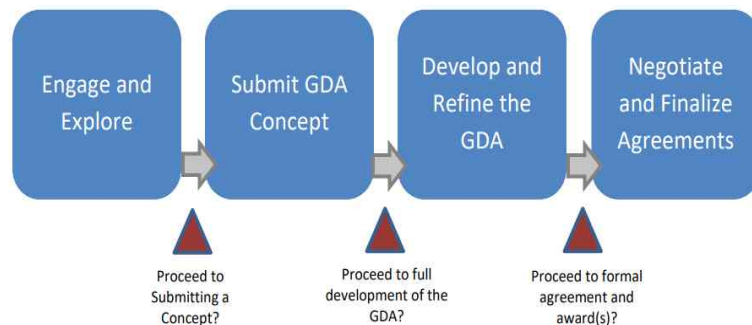 Engage and
Explore
Submit GDA
Concept
Develop and
Refine the
GDA
Negotiate
and Finalize
Agreements
Proceed to
Submitting a
Concept?
Proceed to full
development of the
GDA?
Proceed to formal
agreement and
award(s)?